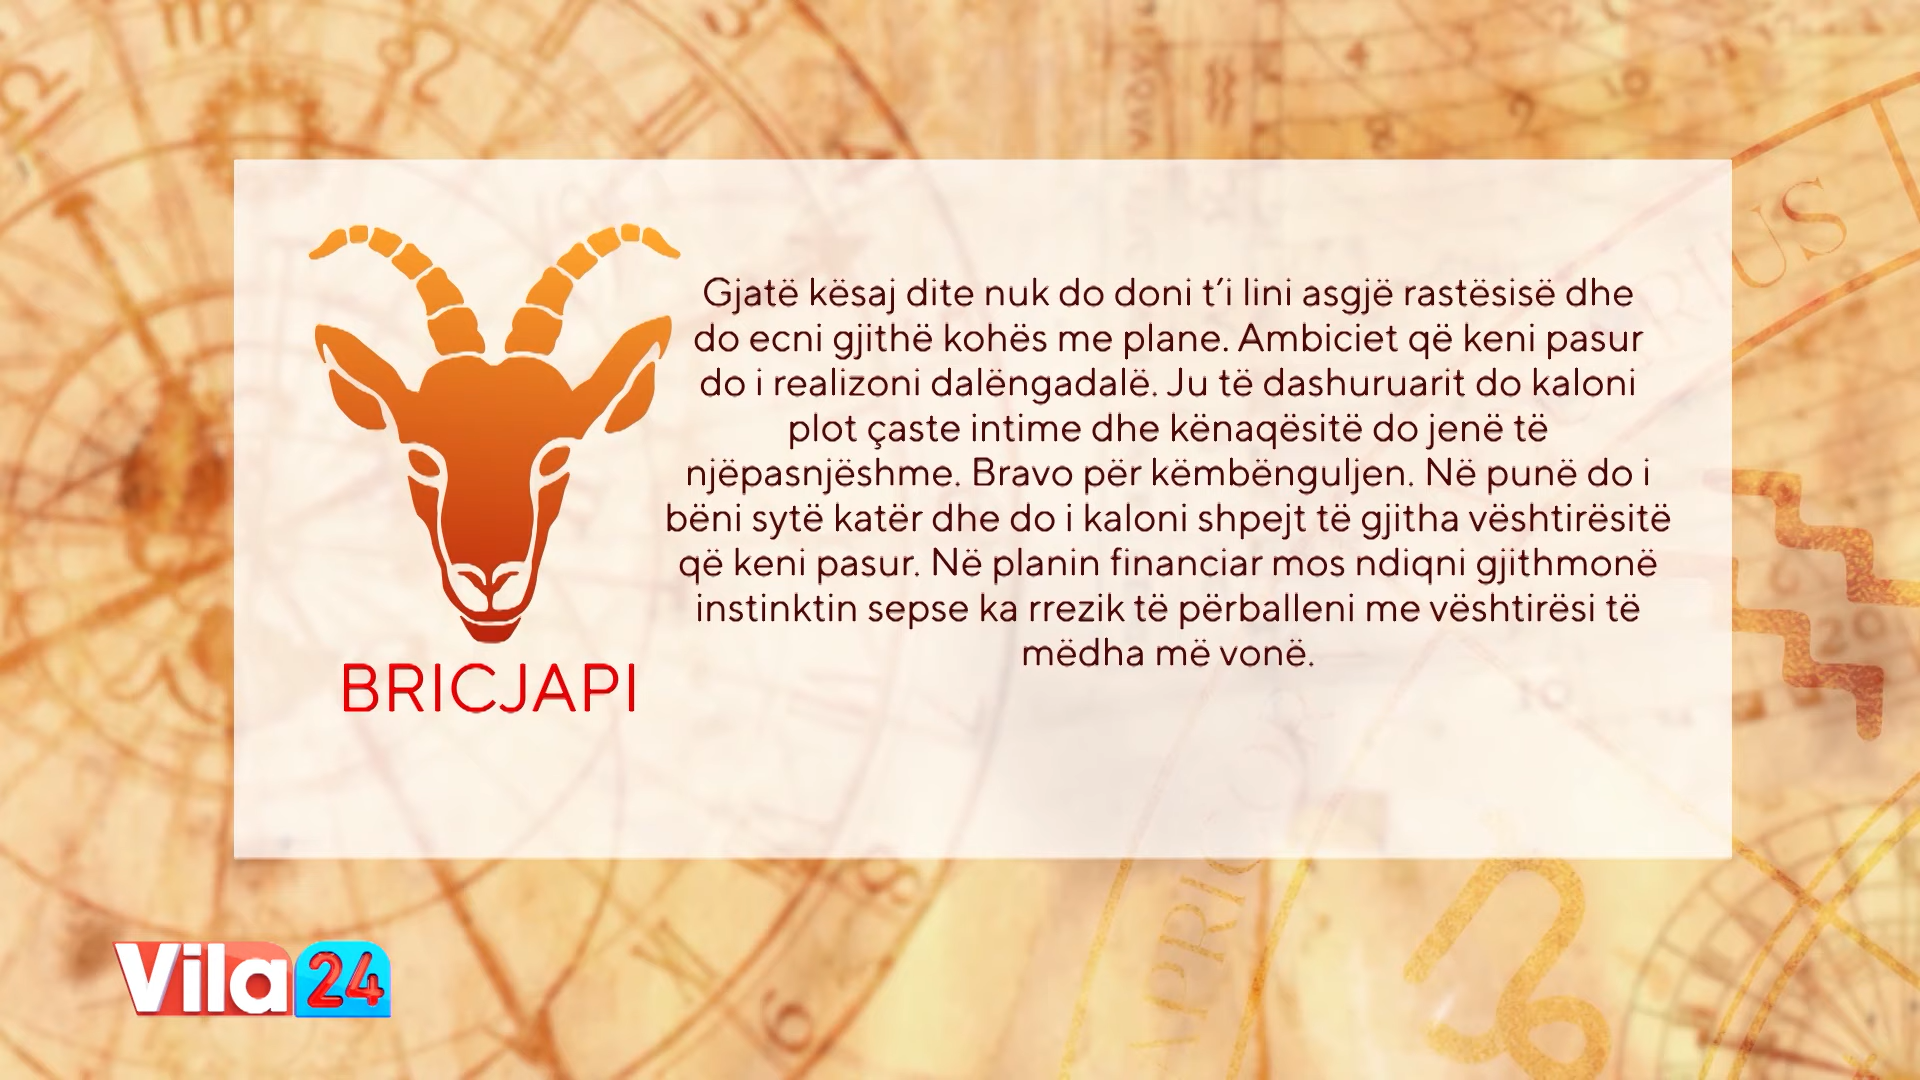 Gjatë kësaj dite nuk do doni t’i lini asgjë rastësisë dhe
do ecni gjithë kohës me plane. Ambiciet që keni pasur
do i realizoni dalëngadalë. Ju të dashuruarit do kaloni
plot çaste intime dhe kënaqësitë do jenë të
njëpasnjëshme. Bravo për këmbënguljen. Në punë do i
bëni sytë katër dhe do i kaloni shpejt të gjitha vështirësitë
që keni pasur. Në planin financiar mos ndiqni gjithmonë
instinktin sepse ka rrezik të përballeni me vështirësi të
mëdha më vonë.
BRICJAPI
Vila 24